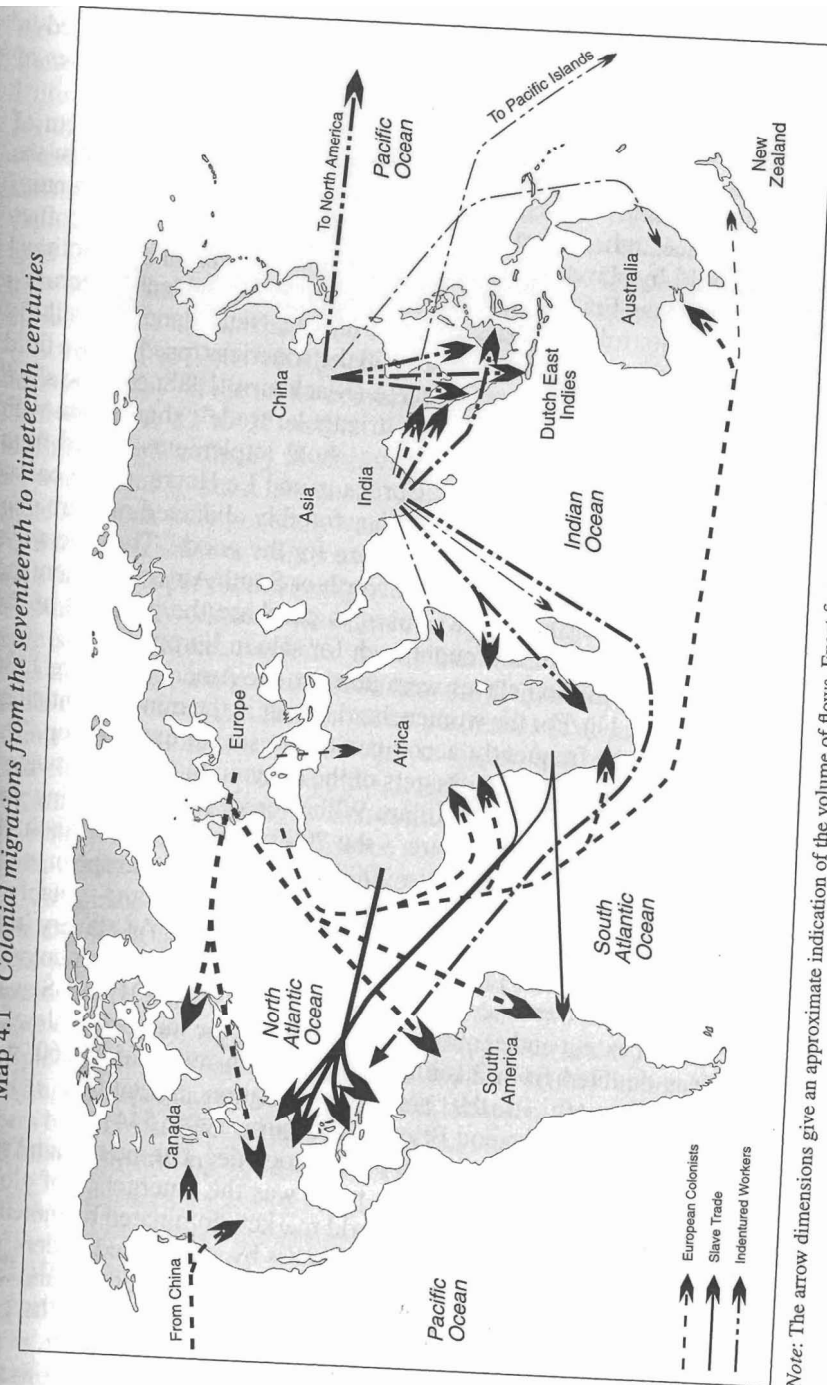 Map 4.1 Colonial migrations from the seventeenth to nineteenth centuries
From China
Canada
Pacific
Ocean
North
Atlantic
Ocean
South
America
South
Atlantic
Ocean
Europe
Africa
Asia
India
China
Indian
Ocean
Dutch East
Indies
Australia
New
Zealand
To North America
Pacific
Ocean
To Pacific Islands
European Colonists
Slave Trade
Indentured Workers
Note: The arrow dimensions give an approximate indication of the volume of flows.